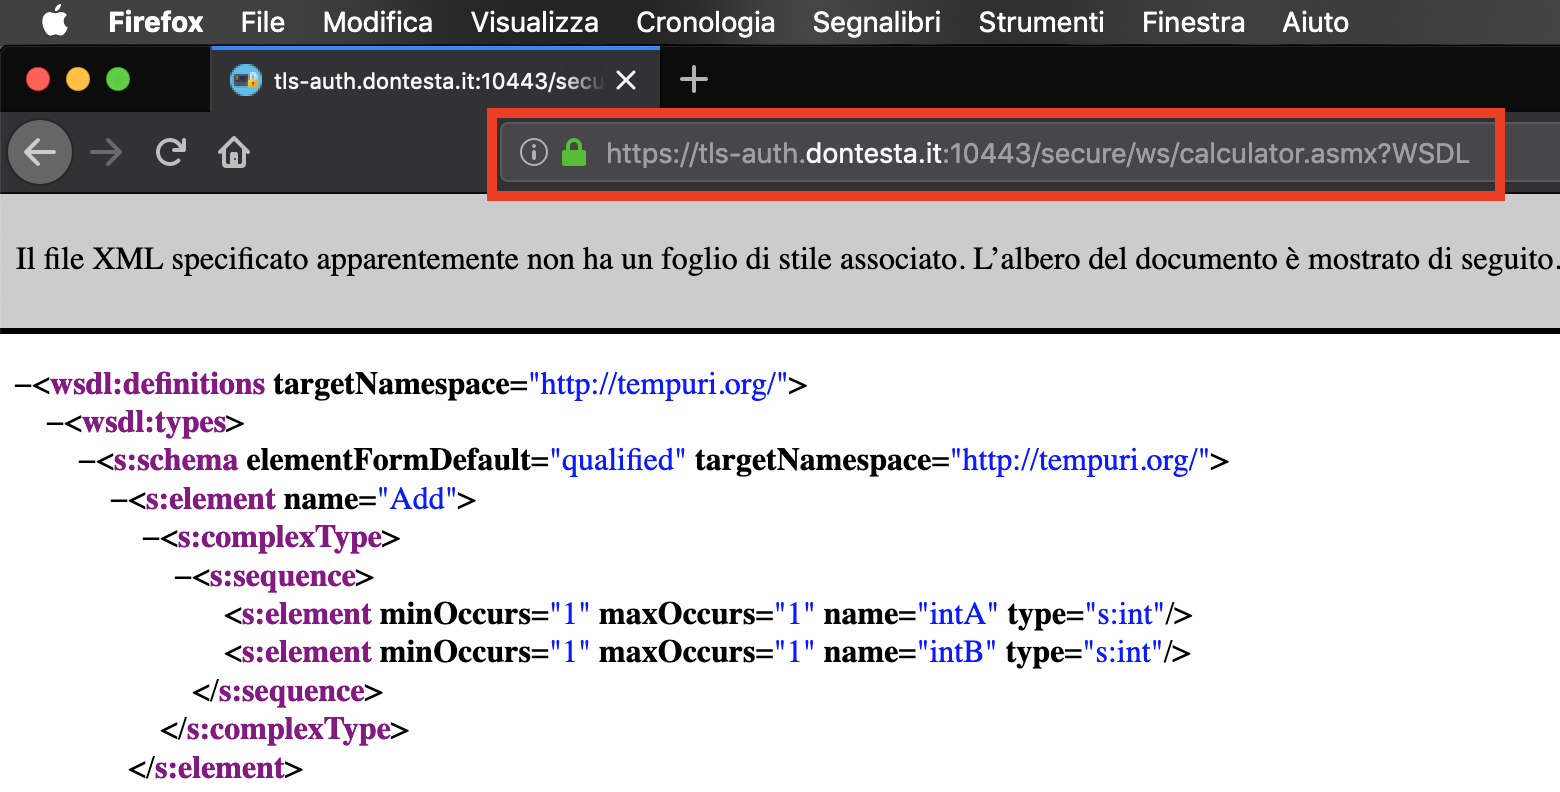 Firefox File Modifica Visualizza Cronologia Segnalibri Strumenti Finestra Aiuto
tls-auth.dontesta.it:10443/secu
https://tls-auth.dontesta.it:10443/secure/ws/calculator.asmx?WSDL
Il file XML specificato apparentemente non ha un foglio di stile associato. L’albero del documento è mostrato di seguito.
–<wsdl:definitions targetNamespace="http://tempuri.org/">
–<wsdl:types>
–<s:schema elementFormDefault="qualified" targetNamespace="http://tempuri.org/">
–<s:element name="Add">
–<s:complexType>
–<s:sequence>
<s:element minOccurs="1" maxOccurs="1" name="intA" type="s:int"/>
<s:element minOccurs="1" maxOccurs="1" name="intB" type="s:int"/>
</s:sequence>
</s:complexType>
</s:element>